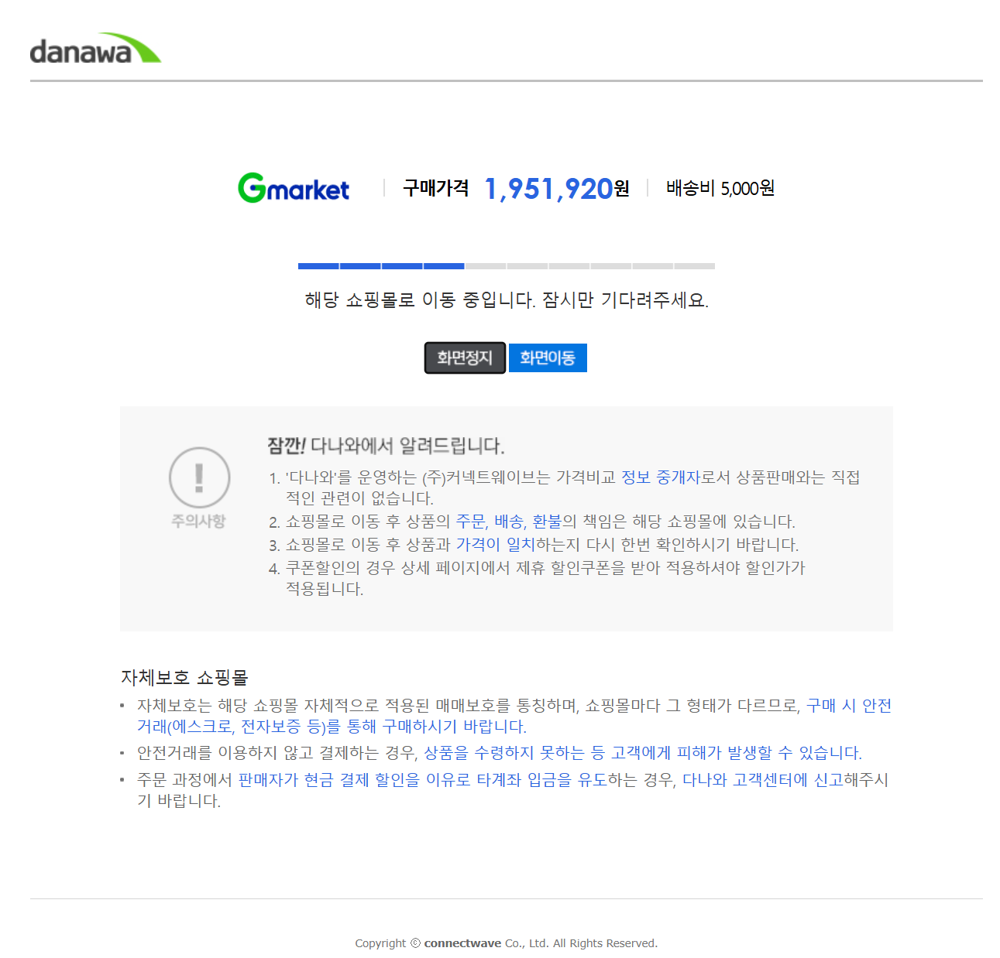 danawa
Gmarket 구매가격 1,951,920원 배송비 5,000원
해당 쇼핑몰로 이동 중입니다. 잠시만 기다려주세요.
화면정지 화면이동
잠깐! 다나와에서 알려드립니다.
주의사항
1. '다나와'를 운영하는 (주)커넥트웨이브는 가격비교 정보 중개자로서 상품판매와는 직접
적인 관련이 없습니다.
2. 쇼핑몰로 이동 후 상품의 주문, 배송, 환불의 책임은 해당 쇼핑몰에 있습니다.
3. 쇼핑몰로 이동 후 상품과 가격이 일치하는지 다시 한번 확인하시기 바랍니다.
4. 쿠폰할인의 경우 상세 페이지에서 제휴 할인쿠폰을 받아 적용하셔야 할인가가
적용됩니다.
자체보호 쇼핑몰
• 자체보호는 해당 쇼핑몰 자체적으로 적용된 매매보호를 통칭하며, 쇼핑몰마다 그 형태가 다르므로, 구매 시 안전
거래(에스크로, 전자보증 등)를 통해 구매하시기 바랍니다.
• 안전거래를 이용하지 않고 결제하는 경우, 상품을 수령하지 못하는 등 고객에게 피해가 발생할 수 있습니다.
• 주문 과정에서 판매자가 현금 결제 할인을 이유로 타계좌 입금을 유도하는 경우, 다나와 고객센터에 신고해주시
기 바랍니다.
Copyright ⓒ connectwave Co., Ltd. All Rights Reserved.